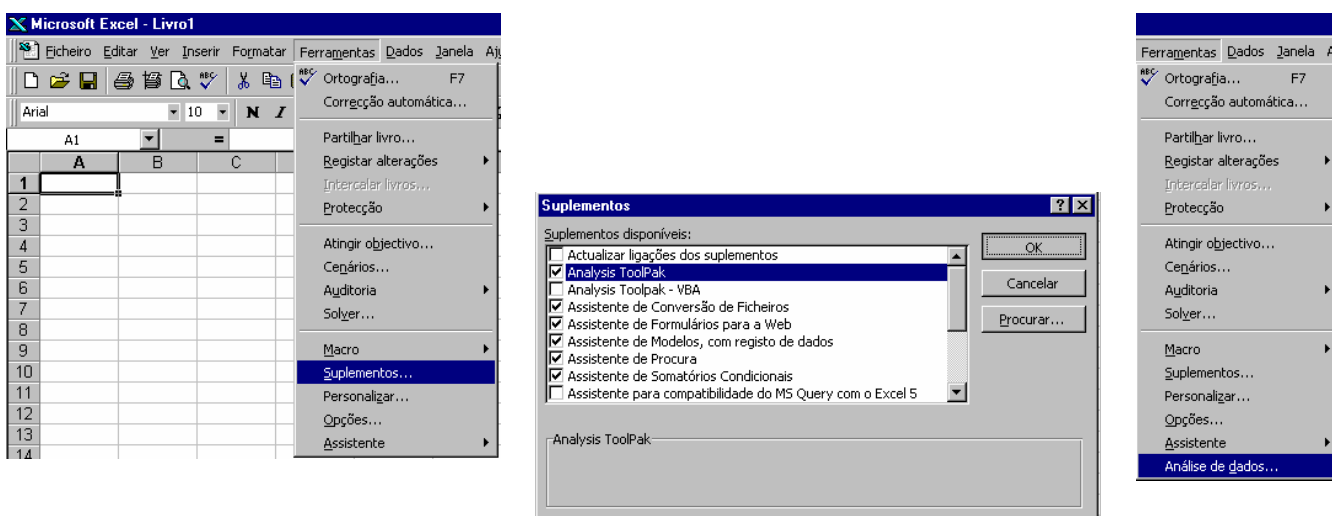 Microsoft Excel - Livro1
Ficheiro Editar Ver Inserir Formatar Ferramentas Dados Janela
Arial 10 N I
A1 =
A B C
1
2
3
4
5
6
7
8
9
10
11
12
13
14
ABC Ortografia... F7
Correcção automática...
Partilhar livro...
Registar alterações
Intercalar livros...
Protecção
Atingir objectivo...
Cenários...
Auditoria
Solver...
Macro
Suplementos...
Personalizar...
Opções...
Assistente
Suplementos
Suplementos disponíveis:
Actualizar ligações dos suplementos
Analysis ToolPak
Analysis Toolpak - VBA
Assistente de Conversão de Ficheiros
Assistente de Formulários para a Web
Assistente de Modelos, com registo de dados
Assistente de Procura
Assistente de Somatórios Condicionais
Assistente para compatibilidade do MS Query com o Excel 5
OK
Cancelar
Procurar...
Analysis ToolPak
Ferramentas Dados Janela
ABC Ortografia... F7
Correcção automática...
Partilhar livro...
Registar alterações
Intercalar livros...
Protecção
Atingir objectivo...
Cenários...
Auditoria
Solver...
Macro
Suplementos...
Personalizar...
Opções...
Assistente
Análise de dados...